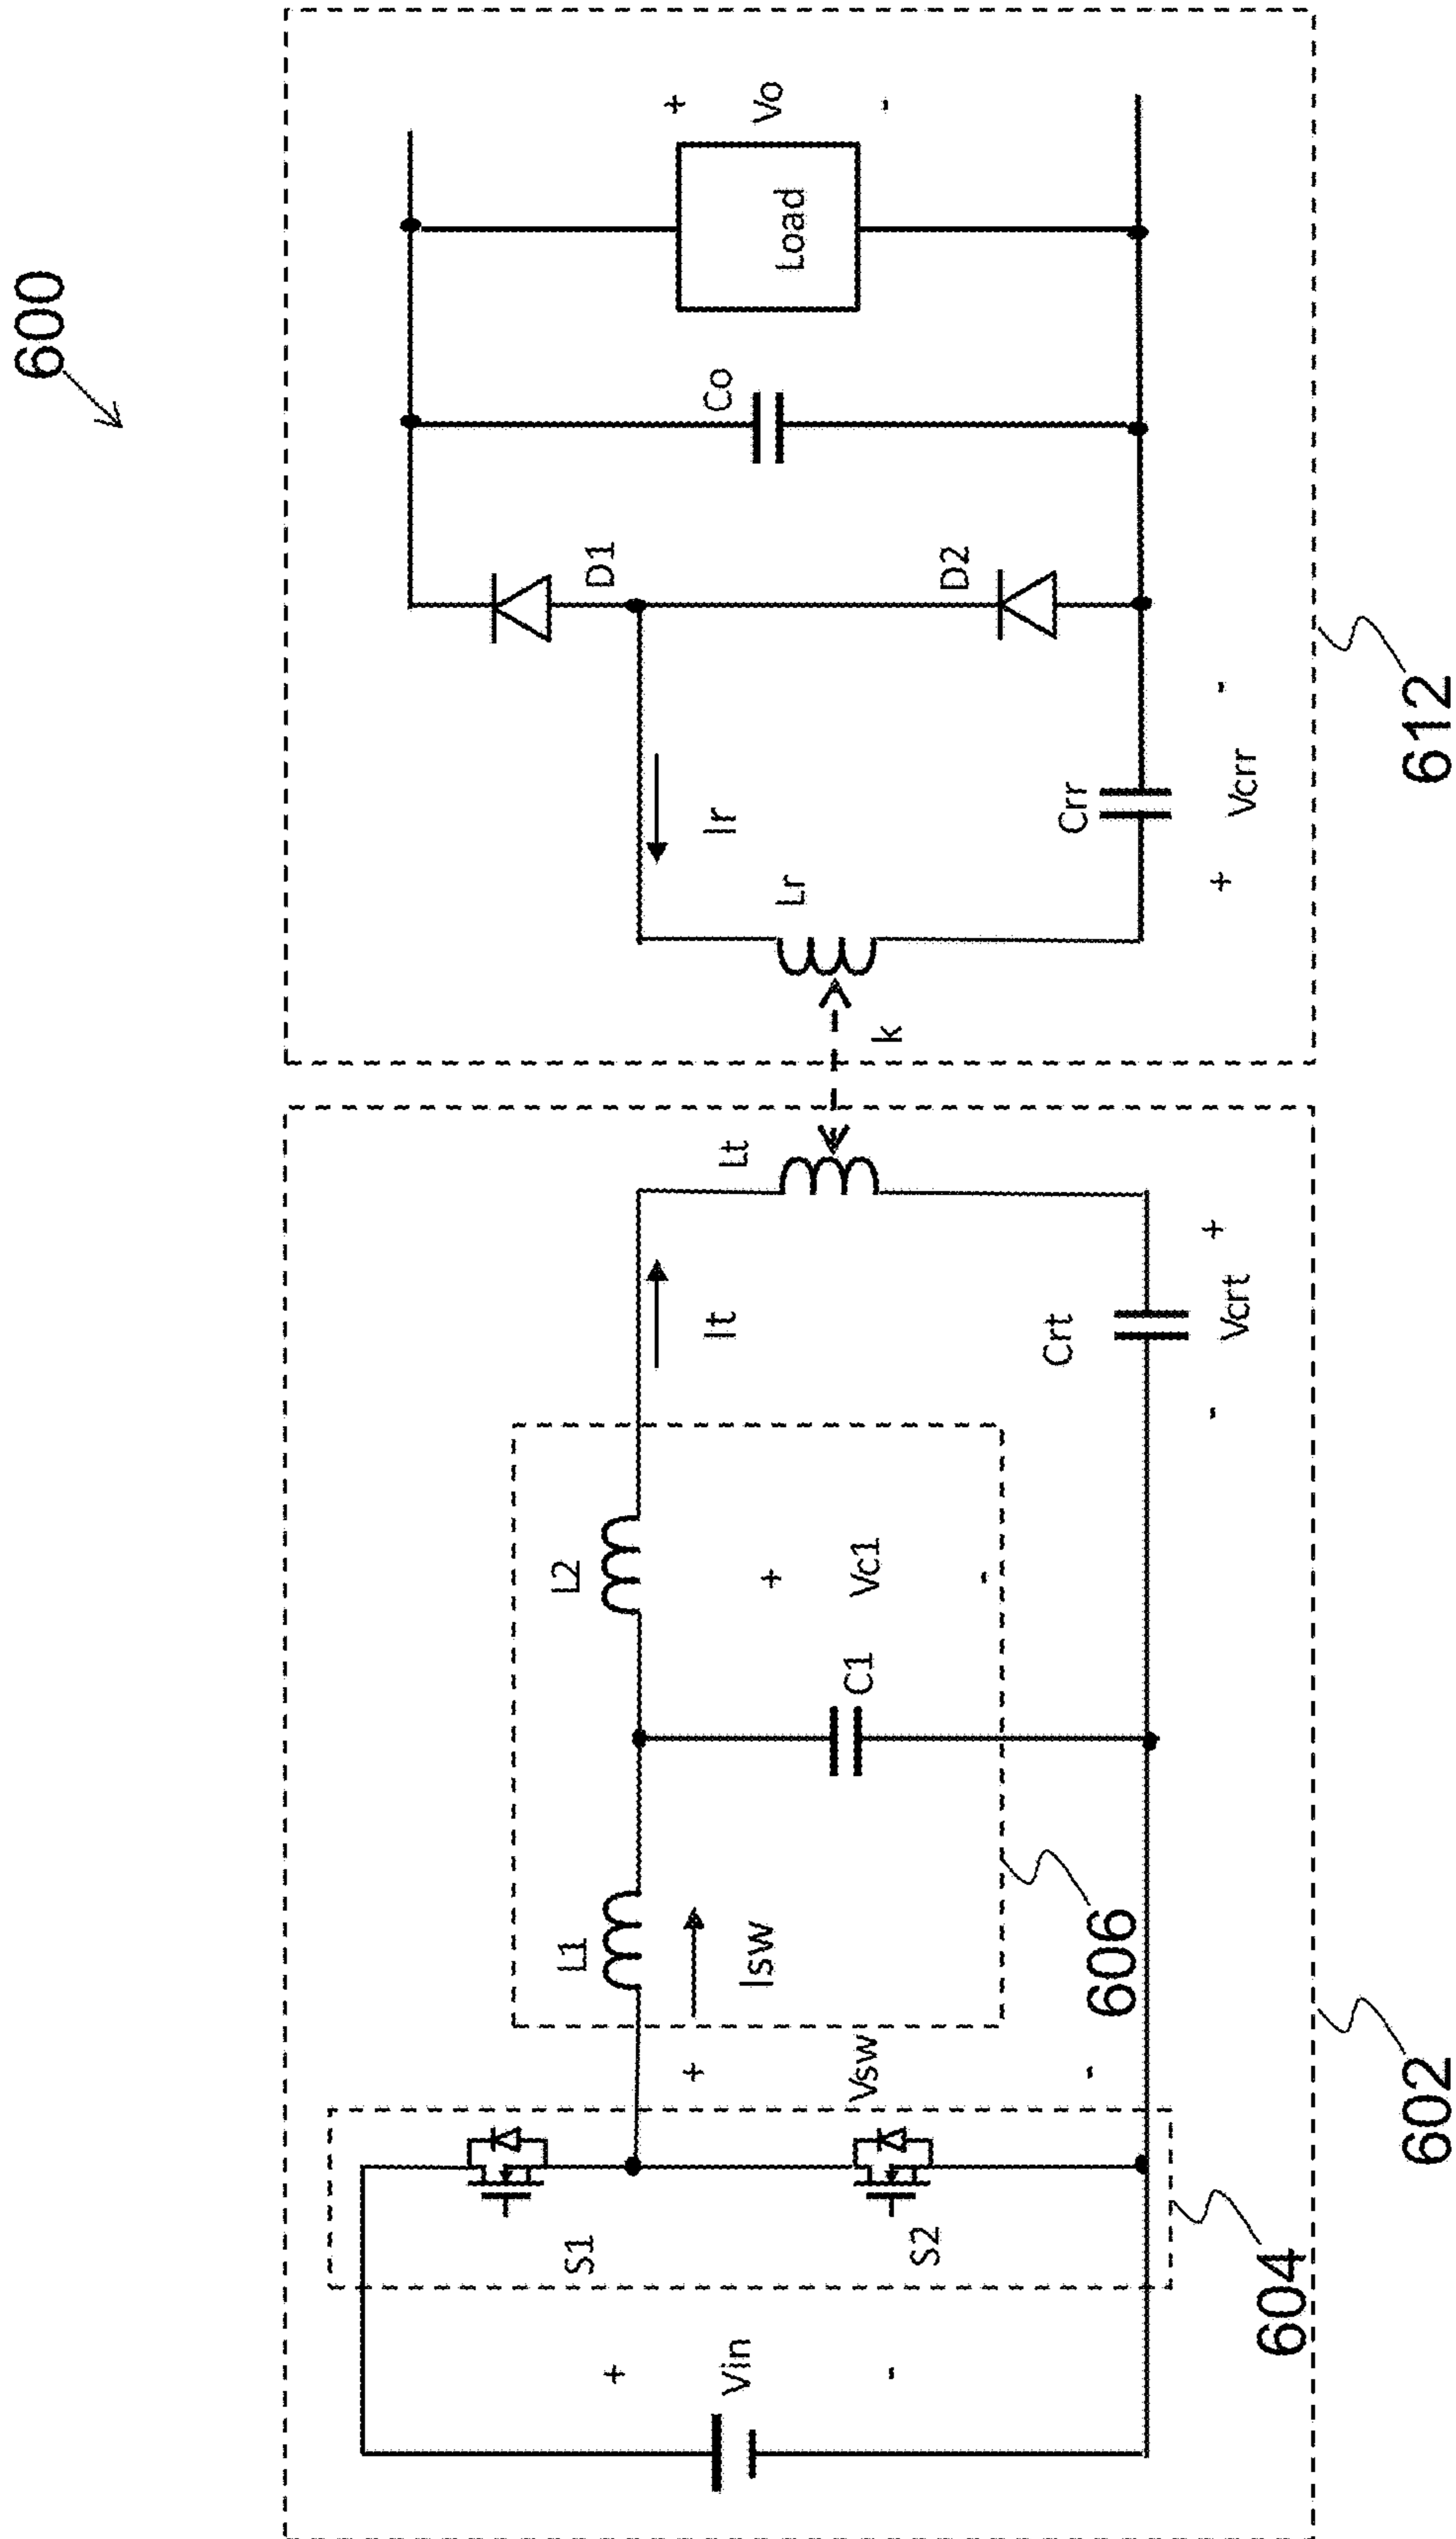 600
Vin
+
-
S1
S2
604
Vsw
+
-
L1
Isw
606
C1
Vc1
+
-
L2
It
Crt
- Vcrt +
Lt
602
k
Lr
Ir
Crr
+ Vcrr -
D1
D2
Co
Load
+
Vo
-
612